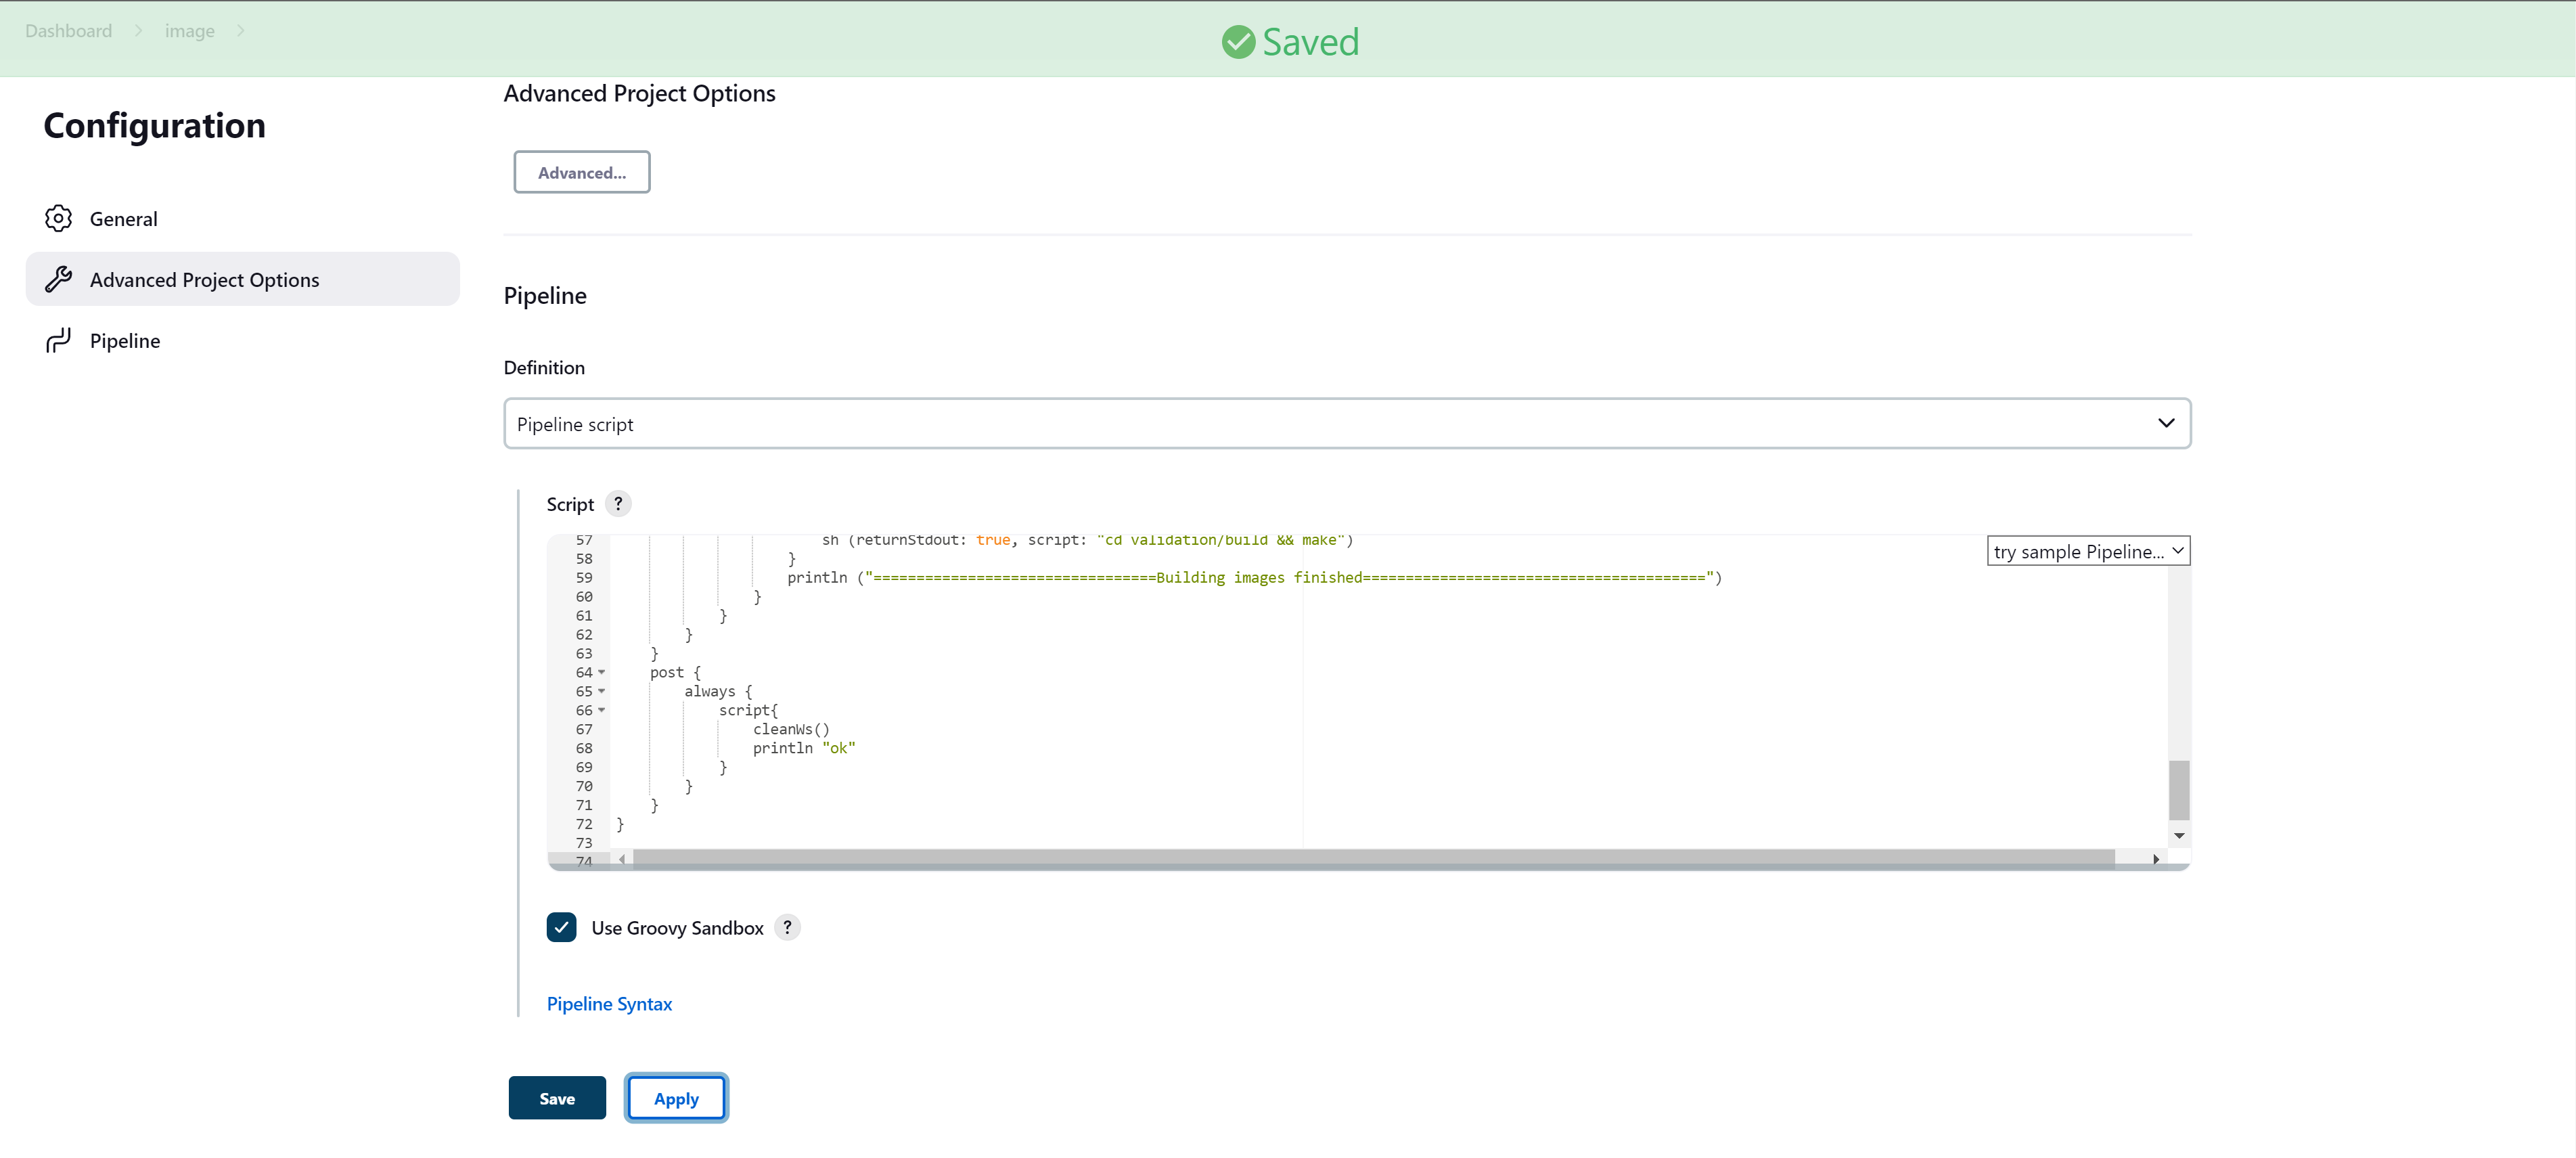 Dashboard > image >
Saved
Configuration
General
Advanced Project Options
Pipeline
Advanced Project Options
Advanced...
Pipeline
Definition
Pipeline script
Script ?
try sample Pipeline...
57 sh (returnStdout: true, script: "cd validation/build && make")
58 }
59 println ("=================================Building images finished========================================")
60 }
61 }
62 }
63 }
64 post {
65 always {
66 script{
67 cleanWs()
68 println "ok"
69 }
70 }
71 }
72 }
73
74
Use Groovy Sandbox ?
Pipeline Syntax
Save
Apply